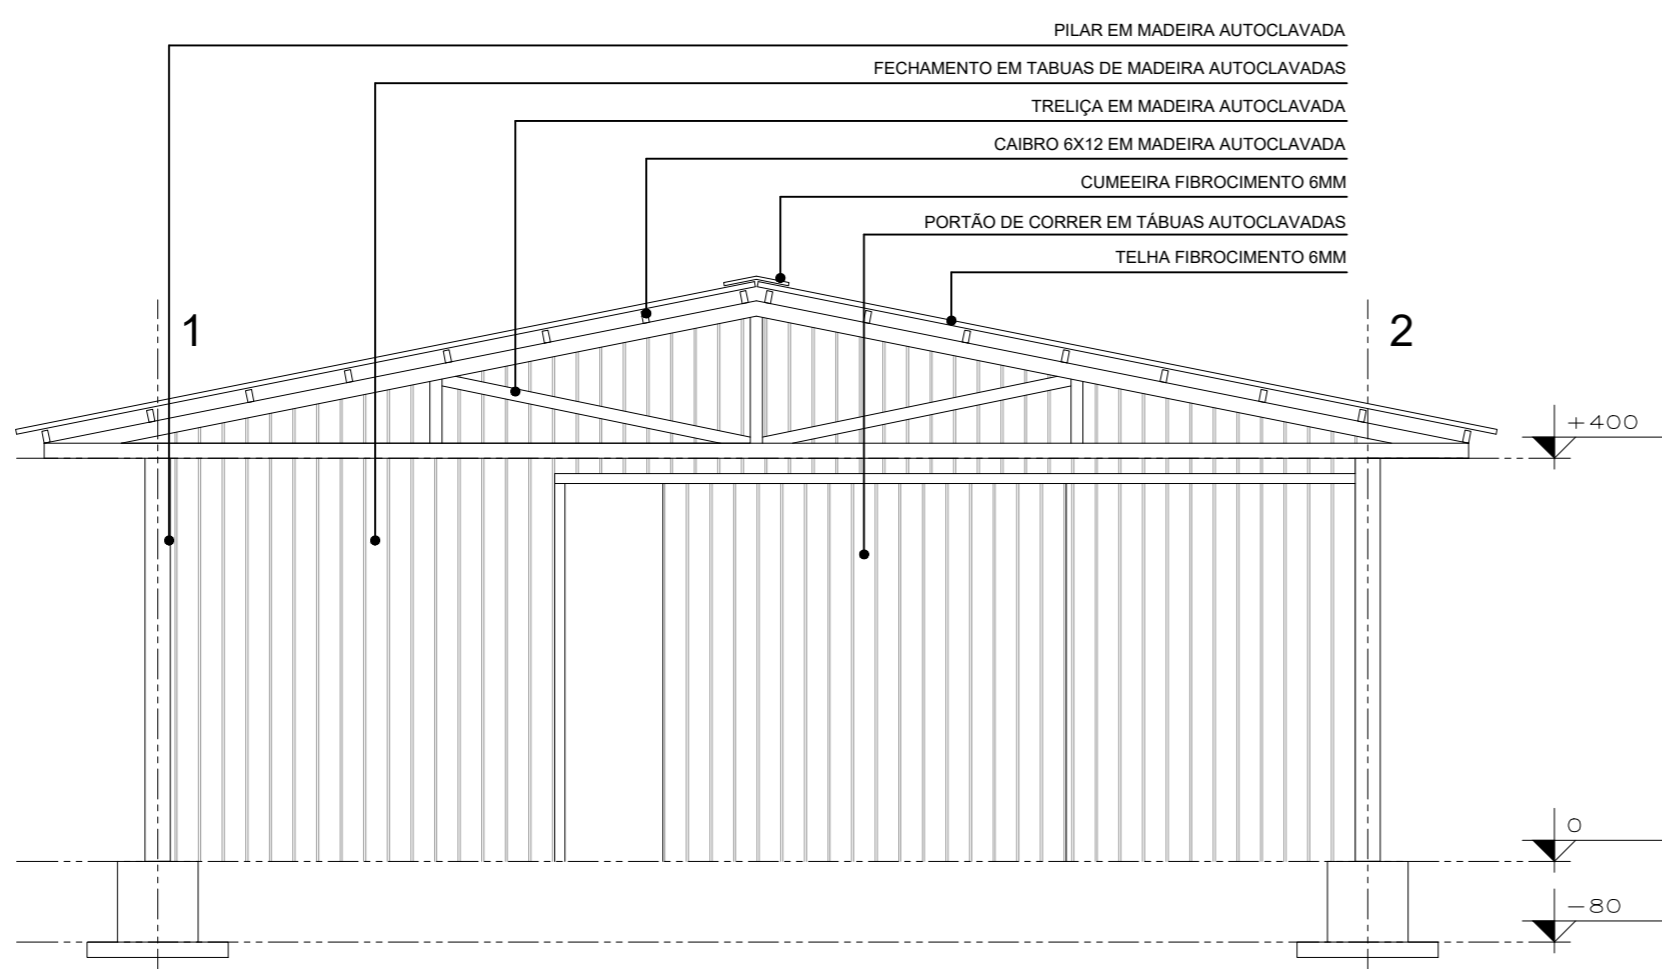 PILAR EM MADEIRA AUTOCLAVADA
FECHAMENTO EM TABUAS DE MADEIRA AUTOCLAVADAS
TRELIÇA EM MADEIRA AUTOCLAVADA
CAIBRO 6X12 EM MADEIRA AUTOCLAVADA
CUMEEIRA FIBROCIMENTO 6MM
PORTÃO DE CORRER EM TÁBUAS AUTOCLAVADAS
TELHA FIBROCIMENTO 6MM
1
2
+400
0
-80